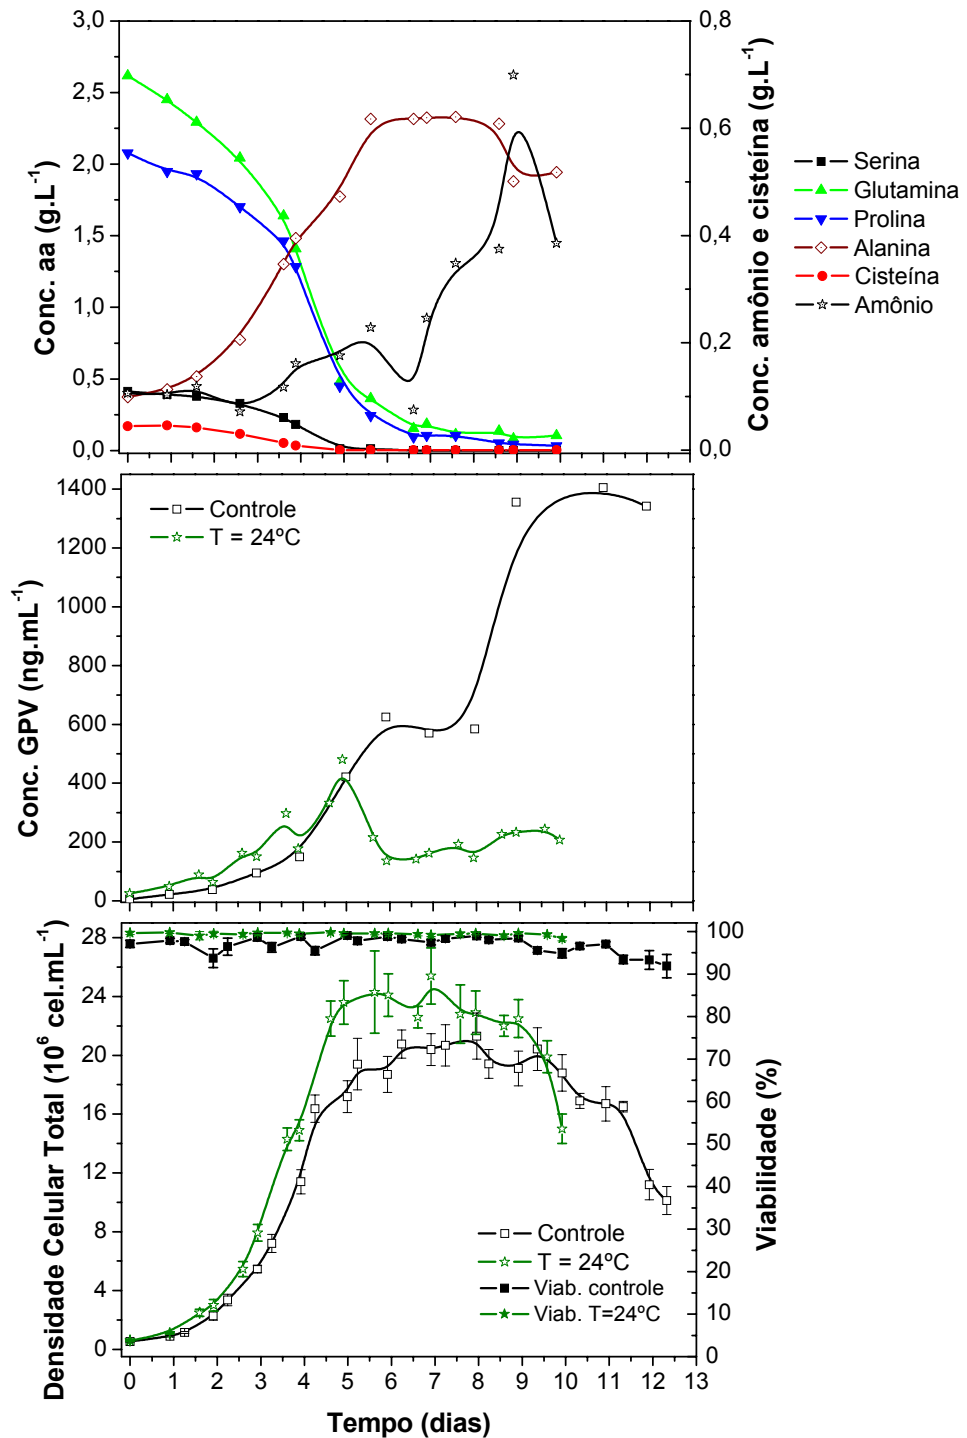 3,0
2,5
2,0
1,5
1,0
0,5
0,0
Conc. aa (g.L⁻¹)
0,8
0,6
0,4
0,2
0,0
Conc. amônio e cisteína (g.L⁻¹)
Serina
Glutamina
Prolina
Alanina
Cisteína
Amônio
1400
1200
1000
800
600
400
200
0
Conc. GPV (ng.mL⁻¹)
Controle
T = 24ºC
28
24
20
16
12
8
4
0
Densidade Celular Total (10⁶ cel.mL⁻¹)
100
90
80
70
60
50
40
30
20
10
0
Viabilidade (%)
Controle
T = 24ºC
Viab. controle
Viab. T=24ºC
0 1 2 3 4 5 6 7 8 9 10 11 12 13
Tempo (dias)